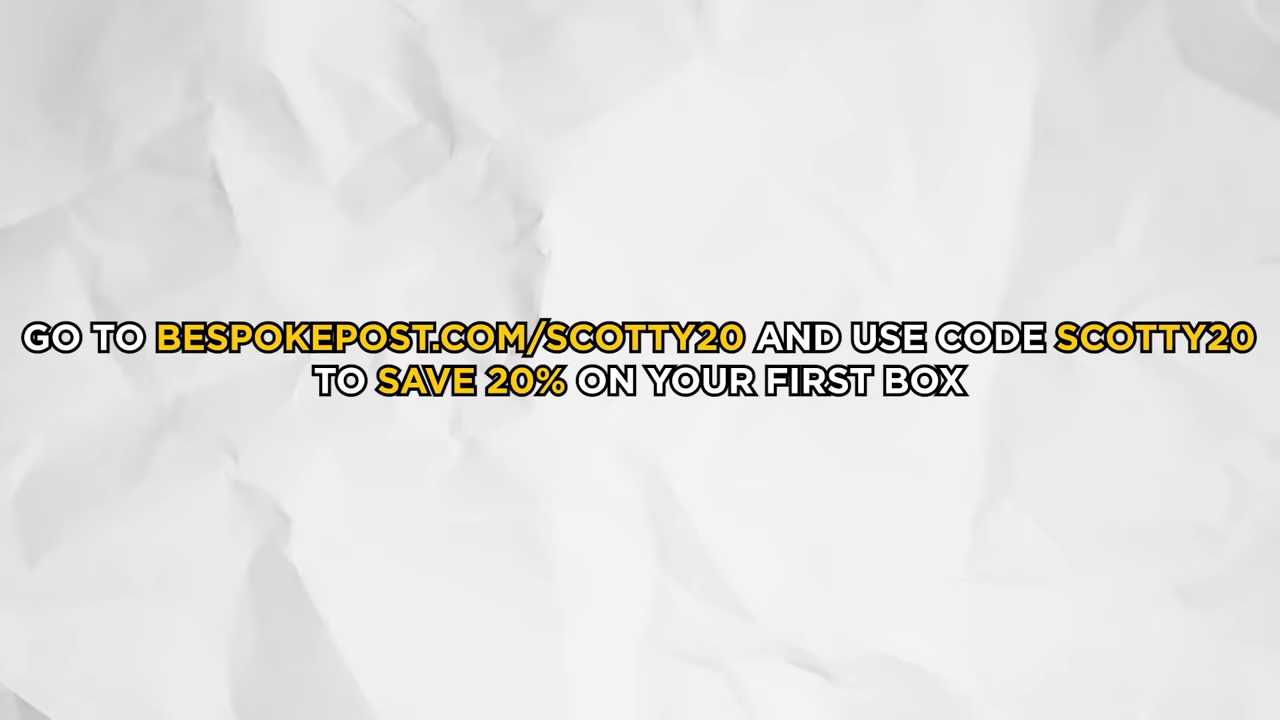 GO TO BESPOKEPOST.COM/SCOTTY20 AND USE CODE SCOTTY20
TO SAVE 20% ON YOUR FIRST BOX